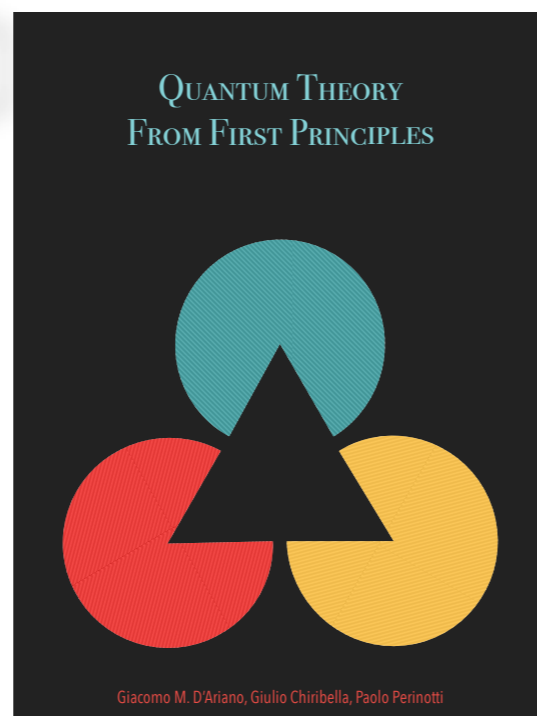 Quantum Theory
From First Principles
Giacomo M. D'Ariano, Giulio Chiribella, Paolo Perinotti